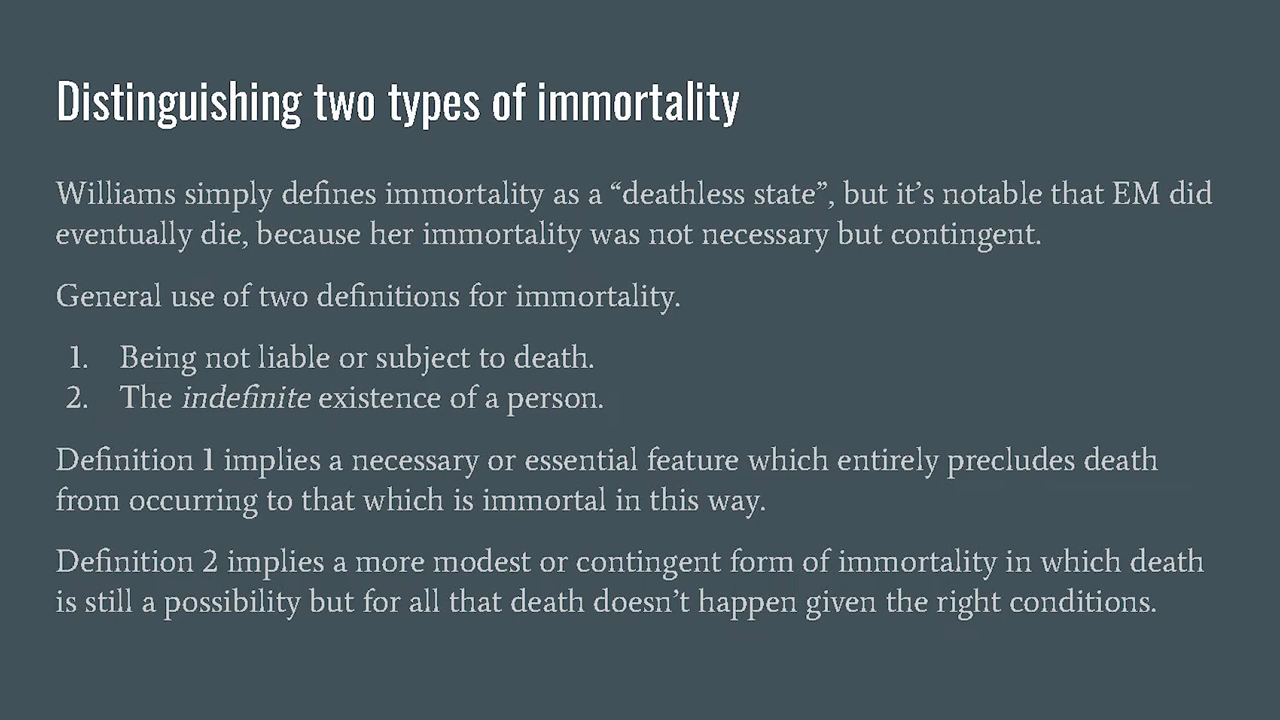 Distinguishing two types of immortality
Williams simply defines immortality as a “deathless state”, but it’s notable that EM did
eventually die, because her immortality was not necessary but contingent.
General use of two definitions for immortality.
1. Being not liable or subject to death.
2. The indefinite existence of a person.
Definition 1 implies a necessary or essential feature which entirely precludes death
from occurring to that which is immortal in this way.
Definition 2 implies a more modest or contingent form of immortality in which death
is still a possibility but for all that death doesn’t happen given the right conditions.